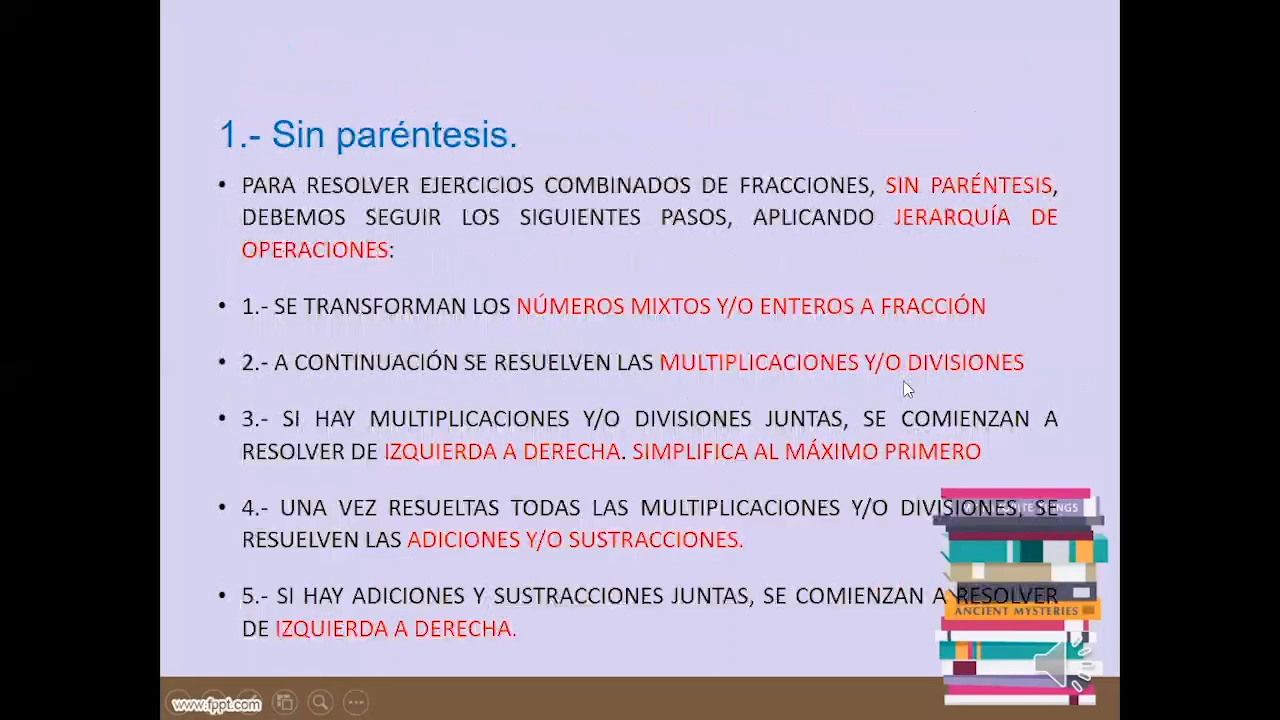 1.- Sin paréntesis.
• PARA RESOLVER EJERCICIOS COMBINADOS DE FRACCIONES, SIN PARÉNTESIS,
DEBEMOS SEGUIR LOS SIGUIENTES PASOS, APLICANDO JERARQUÍA DE
OPERACIONES:
• 1.- SE TRANSFORMAN LOS NÚMEROS MIXTOS Y/O ENTEROS A FRACCIÓN
• 2.- A CONTINUACIÓN SE RESUELVEN LAS MULTIPLICACIONES Y/O DIVISIONES
• 3.- SI HAY MULTIPLICACIONES Y/O DIVISIONES JUNTAS, SE COMIENZAN A
RESOLVER DE IZQUIERDA A DERECHA. SIMPLIFICA AL MÁXIMO PRIMERO
• 4.- UNA VEZ RESUELTAS TODAS LAS MULTIPLICACIONES Y/O DIVISIONES, SE
RESUELVEN LAS ADICIONES Y/O SUSTRACCIONES.
• 5.- SI HAY ADICIONES Y SUSTRACCIONES JUNTAS, SE COMIENZAN A RESOLVER
DE IZQUIERDA A DERECHA.
ANCIENT MYSTERIES
www.fppt.com